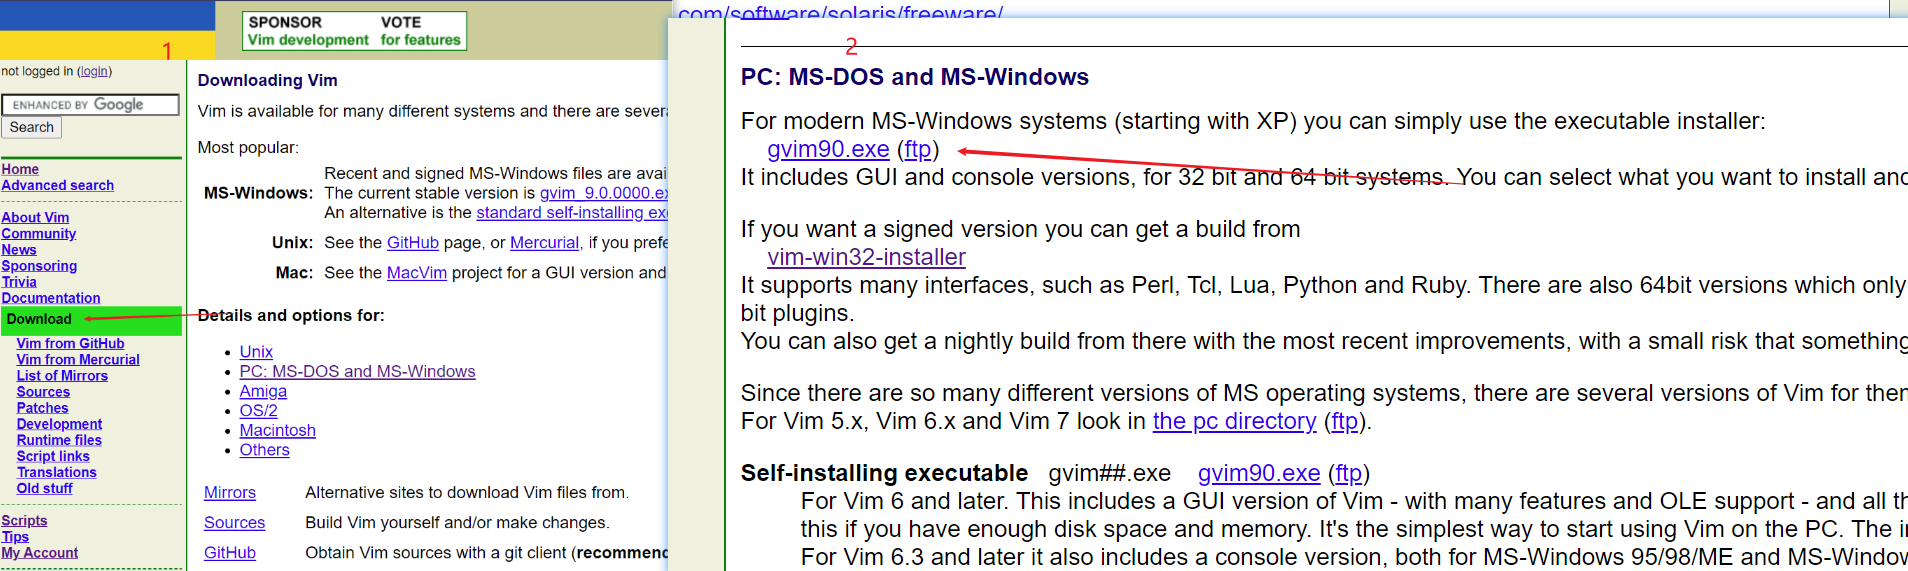 SPONSOR VOTE
Vim development for features
1
not logged in (login)
ENHANCED BY Google
Search
Home
Advanced search
About Vim
Community
News
Sponsoring
Trivia
Documentation
Download
Vim from GitHub
Vim from Mercurial
List of Mirrors
Sources
Patches
Development
Runtime files
Script links
Translations
Old stuff
Scripts
Tips
My Account
Downloading Vim
Vim is available for many different systems and there are severa
Most popular:
Recent and signed MS-Windows files are avai
MS-Windows: The current stable version is gvim_9.0.0000.ex
An alternative is the standard self-installing exe
Unix: See the GitHub page, or Mercurial, if you prefe
Mac: See the MacVim project for a GUI version and
Details and options for:
• Unix
• PC: MS-DOS and MS-Windows
• Amiga
• OS/2
• Macintosh
• Others
Mirrors Alternative sites to download Vim files from.
Sources Build Vim yourself and/or make changes.
GitHub Obtain Vim sources with a git client (recommend
com/software/solaris/freeware/
2
PC: MS-DOS and MS-Windows
For modern MS-Windows systems (starting with XP) you can simply use the executable installer:
gvim90.exe (ftp)
It includes GUI and console versions, for 32 bit and 64 bit systems. You can select what you want to install and
If you want a signed version you can get a build from
vim-win32-installer
It supports many interfaces, such as Perl, Tcl, Lua, Python and Ruby. There are also 64bit versions which only
bit plugins.
You can also get a nightly build from there with the most recent improvements, with a small risk that something
Since there are so many different versions of MS operating systems, there are several versions of Vim for them
For Vim 5.x, Vim 6.x and Vim 7 look in the pc directory (ftp).
Self-installing executable gvim##.exe gvim90.exe (ftp)
For Vim 6 and later. This includes a GUI version of Vim - with many features and OLE support - and all th
this if you have enough disk space and memory. It's the simplest way to start using Vim on the PC. The in
For Vim 6.3 and later it also includes a console version, both for MS-Windows 95/98/ME and MS-Window